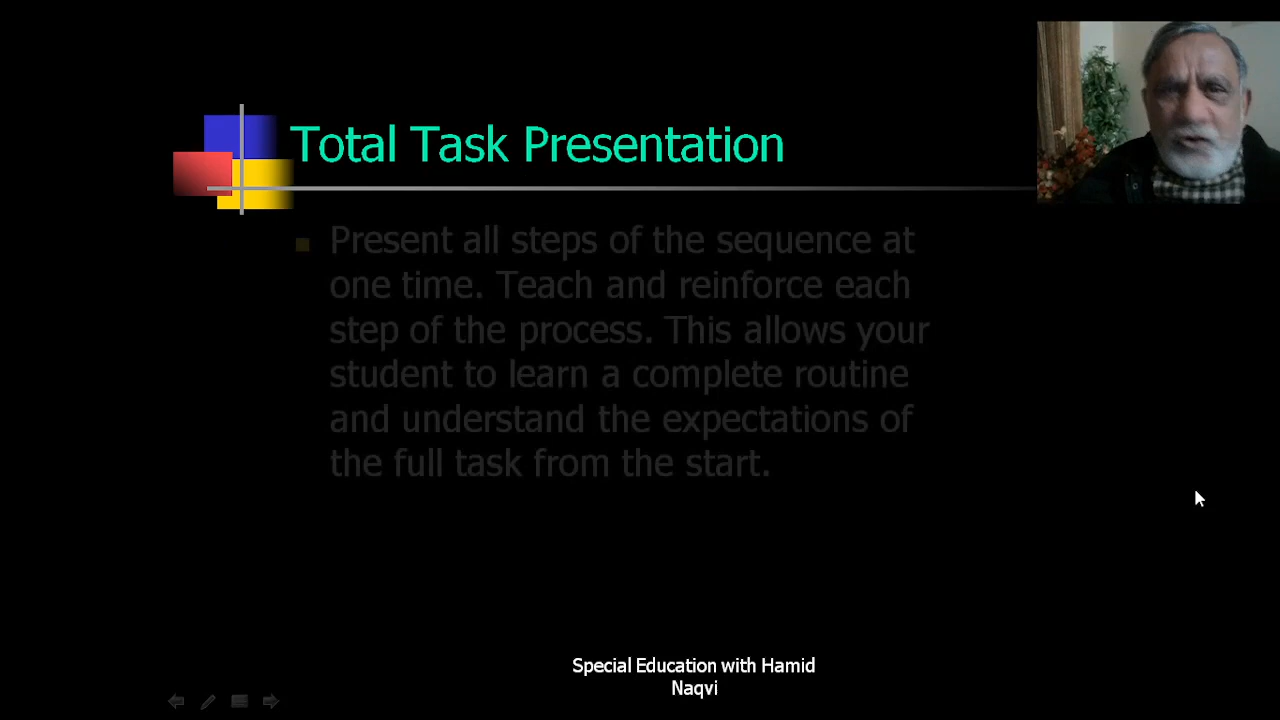 Total Task Presentation
Present all steps of the sequence at
one time. Teach and reinforce each
step of the process. This allows your
student to learn a complete routine
and understand the expectations of
the full task from the start.
Special Education with Hamid
Naqvi